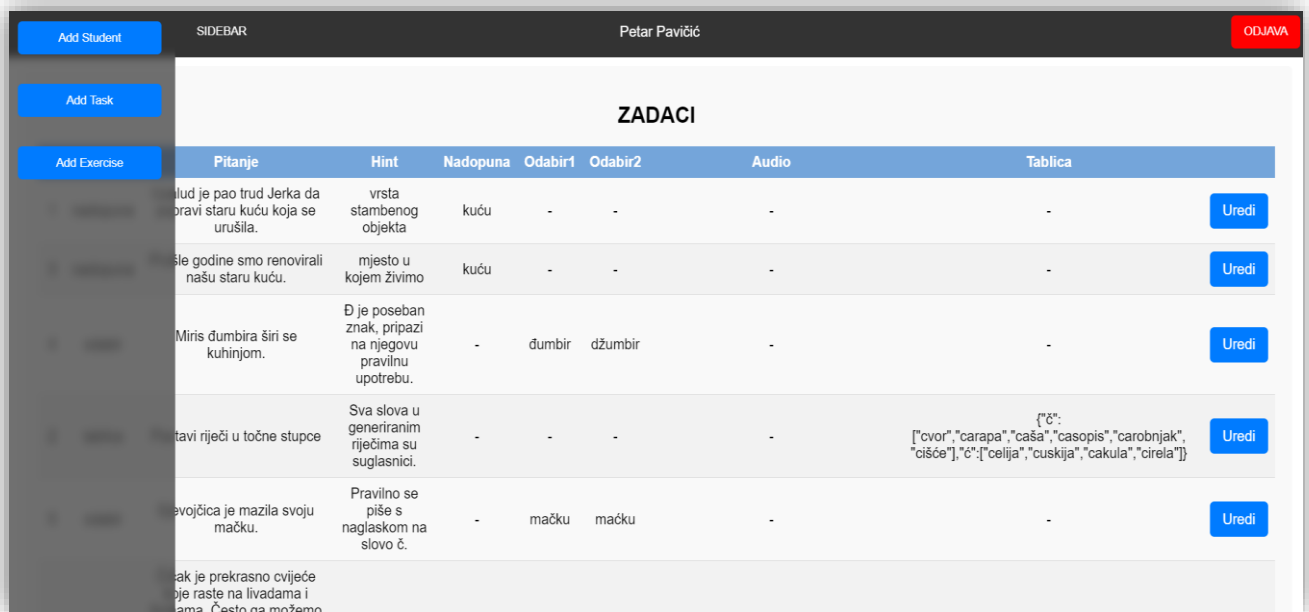 Add Student
SIDEBAR
Petar Pavičić
ODJAVA
Add Task
ZADACI
Add Exercise
Pitanje
Hint
Nadopuna
Odabir1
Odabir2
Audio
Tablica
je pao trud Jerka da
staru kuću koja se
urušila.
vrsta
stambenog
objekta
kuću
-
-
-
-
Uredi
godine smo renovirali
našu staru kuću.
mjesto u
kojem živimo
kuću
-
-
-
-
Uredi
Miris đumbira širi se
kuhinjom.
Đ je poseban
znak, pripazi
na njegovu
pravilnu
upotrebu.
-
đumbir
džumbir
-
-
Uredi
riječi u točne stupce
Sva slova u
generiranim
riječima su
suglasnici.
-
-
-
-
{"č":
["cvor","carapa","caša","casopis","carobnjak",
"cišće"],"ć":["celija","cuskija","cakula","cirela"]}
Uredi
je mazila svoju
mačku.
Pravilno se
piše s
naglaskom na
slovo č.
-
mačku
maćku
-
-
Uredi
je prekrasno cvijeće
raste na livadama i
Često ga možemo